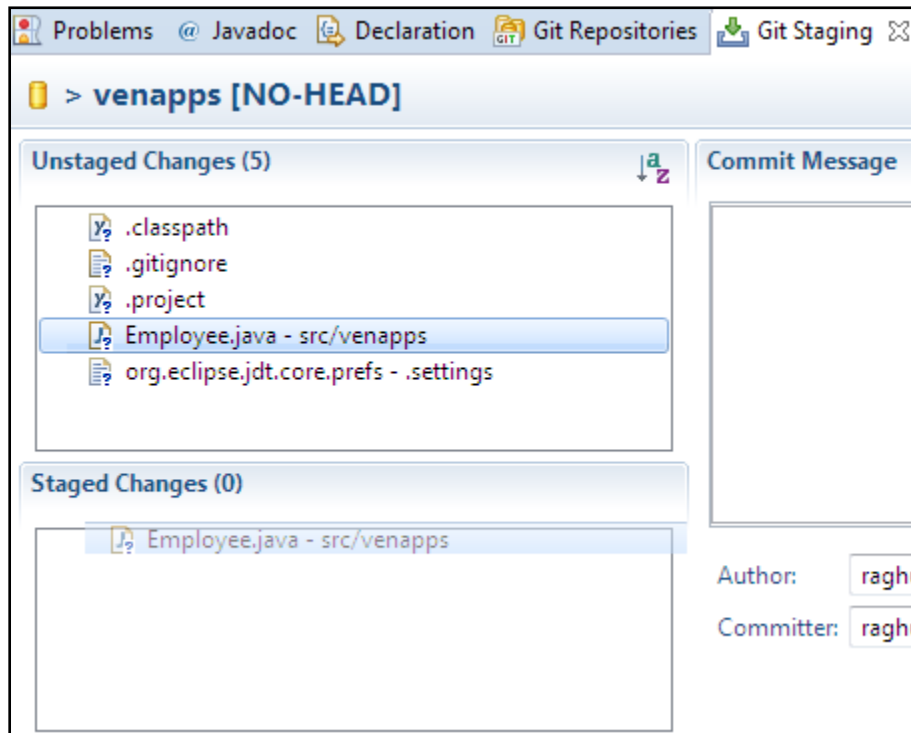 Problems @ Javadoc Declaration Git Repositories Git Staging
> venapps [NO-HEAD]
Unstaged Changes (5)
.classpath
.gitignore
.project
Employee.java - src/venapps
org.eclipse.jdt.core.prefs - .settings
Staged Changes (0)
Employee.java - src/venapps
Commit Message
Author:
Committer: